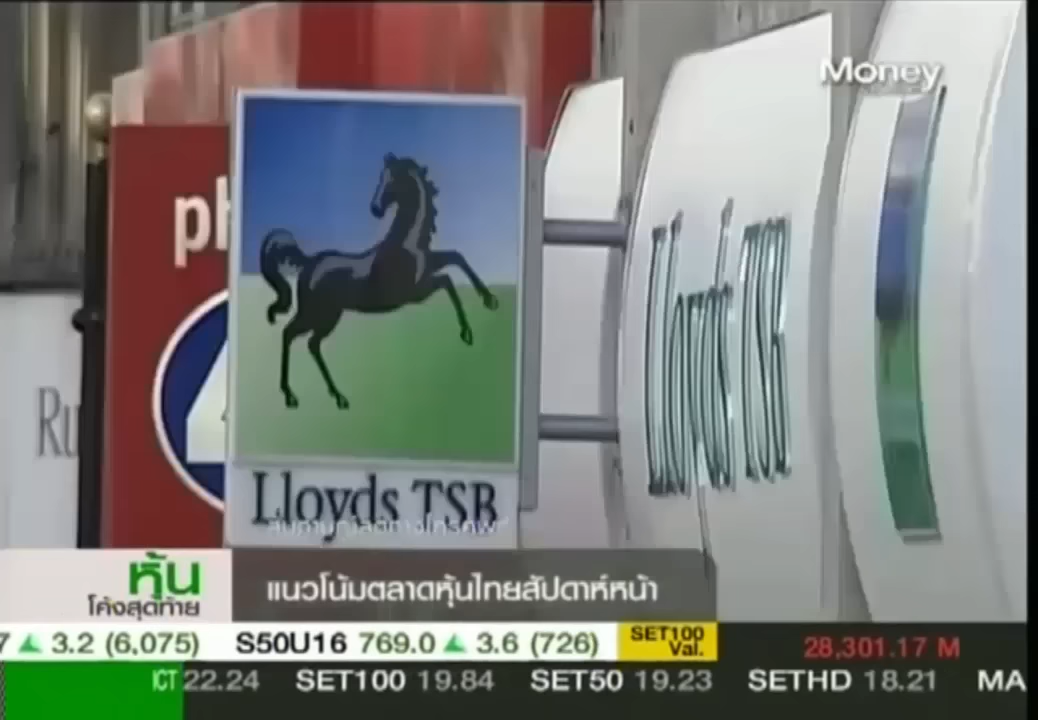 Money
ph
Ru
Lloyds TSB
Lloyds TSB
หุ้น
โค้งสุดท้าย
แนวโน้มตลาดหุ้นไทยสัปดาห์หน้า
7 ▲ 3.2 (6,075) S50U16 769.0 ▲ 3.6 (726) SET100 Val. 28,301.17 M
ICT 22.24 SET100 19.84 SET50 19.23 SETHD 18.21 MA